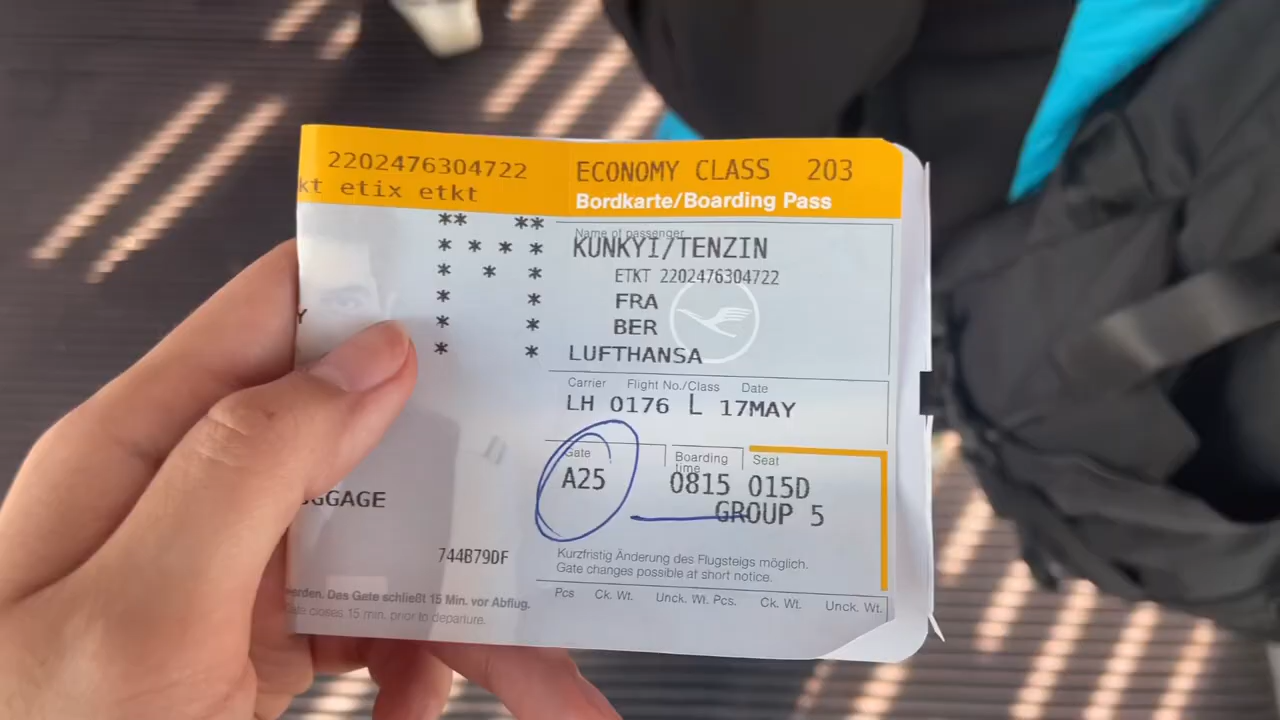 2202476304722 ECONOMY CLASS 203
kt etix etkt Bordkarte/Boarding Pass
** **
Name of passenger
* * * * KUNKYI/TENZIN
* * * ETKT 2202476304722
* * FRA
Y * * BER
* * LUFTHANSA
Carrier Flight No./Class Date
LH 0176 L 17MAY
Gate Boarding time Seat
A25 0815 015D
GGAGE GROUP 5
744B79DF Kurzfristig Änderung des Flugsteigs möglich.
Gate changes possible at short notice.
erden. Das Gate schließt 15 Min. vor Abflug. Pcs Ck. Wt. Unck. Wt. Pcs. Ck. Wt. Unck. Wt.
Gate closes 15 min. prior to departure.